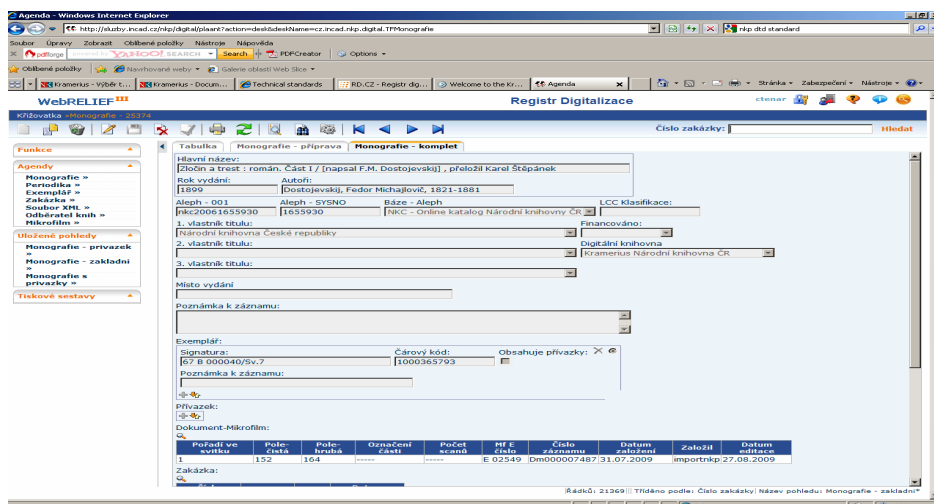 Agenda - Windows Internet Explorer
http://sluzby.incad.cz/nkp/digital/plaant?action=desk&deskName=cz.incad.nkp.digital.TFMonografie
nkp dtd standard
Soubor Úpravy Zobrazit Oblíbené položky Nástroje Nápověda
pdfforge powered by YAHOO! SEARCH Search PDFCreator Options
Oblíbené položky Navrhované weby Galerie oblastí Web Slice
Kramerius - Výběr t... Kramerius - Docum... Technical standards RD.CZ - Registr dig... Welcome to the Kr... Agenda Stránka Zabezpečení Nástroje
WebRELIEF III Registr Digitalizace ctenar
Křižovatka »Monografie - 25374
Číslo zakázky: Hledat
Funkce
Agendy
Monografie »
Periodika »
Exemplář »
Zakázka »
Soubor XML »
Odběratel knih »
Mikrofilm »
Uložené pohledy
Monografie - privazek »
Monografie - zakladni »
Monografie s privazky »
Tiskové sestavy
Tabulka Monografie - příprava Monografie - komplet
Hlavní název:
Zločin a trest : román. Část I / [napsal F.M. Dostojevskij] , přeložil Karel Štěpánek
Rok vydání: Autoři:
1899 Dostojevskij, Fedor Michajlovič, 1821-1881
Aleph - 001 Aleph - SYSNO Báze - Aleph LCC Klasifikace:
nkc20061655930 1655930 NKC - Online katalog Národní knihovny ČR
1. vlastník titulu: Financováno:
Národní knihovna České republiky
2. vlastník titulu: Digitální knihovna
Kramerius Národní knihovna ČR
3. vlastník titulu:
Místo vydání
Poznámka k záznamu:
Exemplář:
Signatura: Čárový kód: Obsahuje přívazky:
67 B 000040/Sv.7 1000365793
Poznámka k záznamu:
Přívazek:
Dokument-Mikrofilm:
Pořadí ve svitku Pole-čistá Pole-hrubá Označení části Počet scanů Mf E číslo Číslo záznamu Datum založení Založil Datum editace
1 152 164 ----- ----- E 02549 Dm000007487 31.07.2009 importnkp 27.08.2009
Zakázka:
Řádků: 21369 Tříděno podle: Číslo zakázky Název pohledu: Monografie - zakladni*